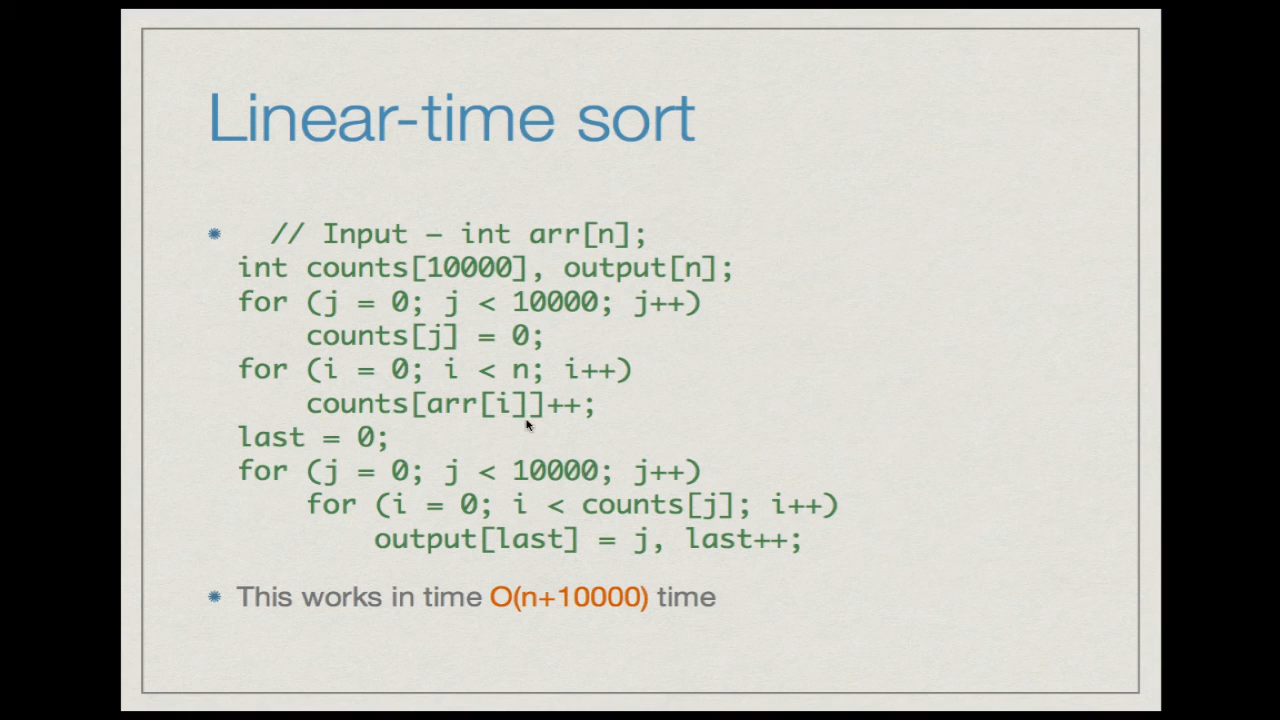 Linear-time sort
// Input – int arr[n];
int counts[10000], output[n];
for (j = 0; j < 10000; j++)
counts[j] = 0;
for (i = 0; i < n; i++)
counts[arr[i]]++;
last = 0;
for (j = 0; j < 10000; j++)
for (i = 0; i < counts[j]; i++)
output[last] = j, last++;
This works in time O(n+10000) time